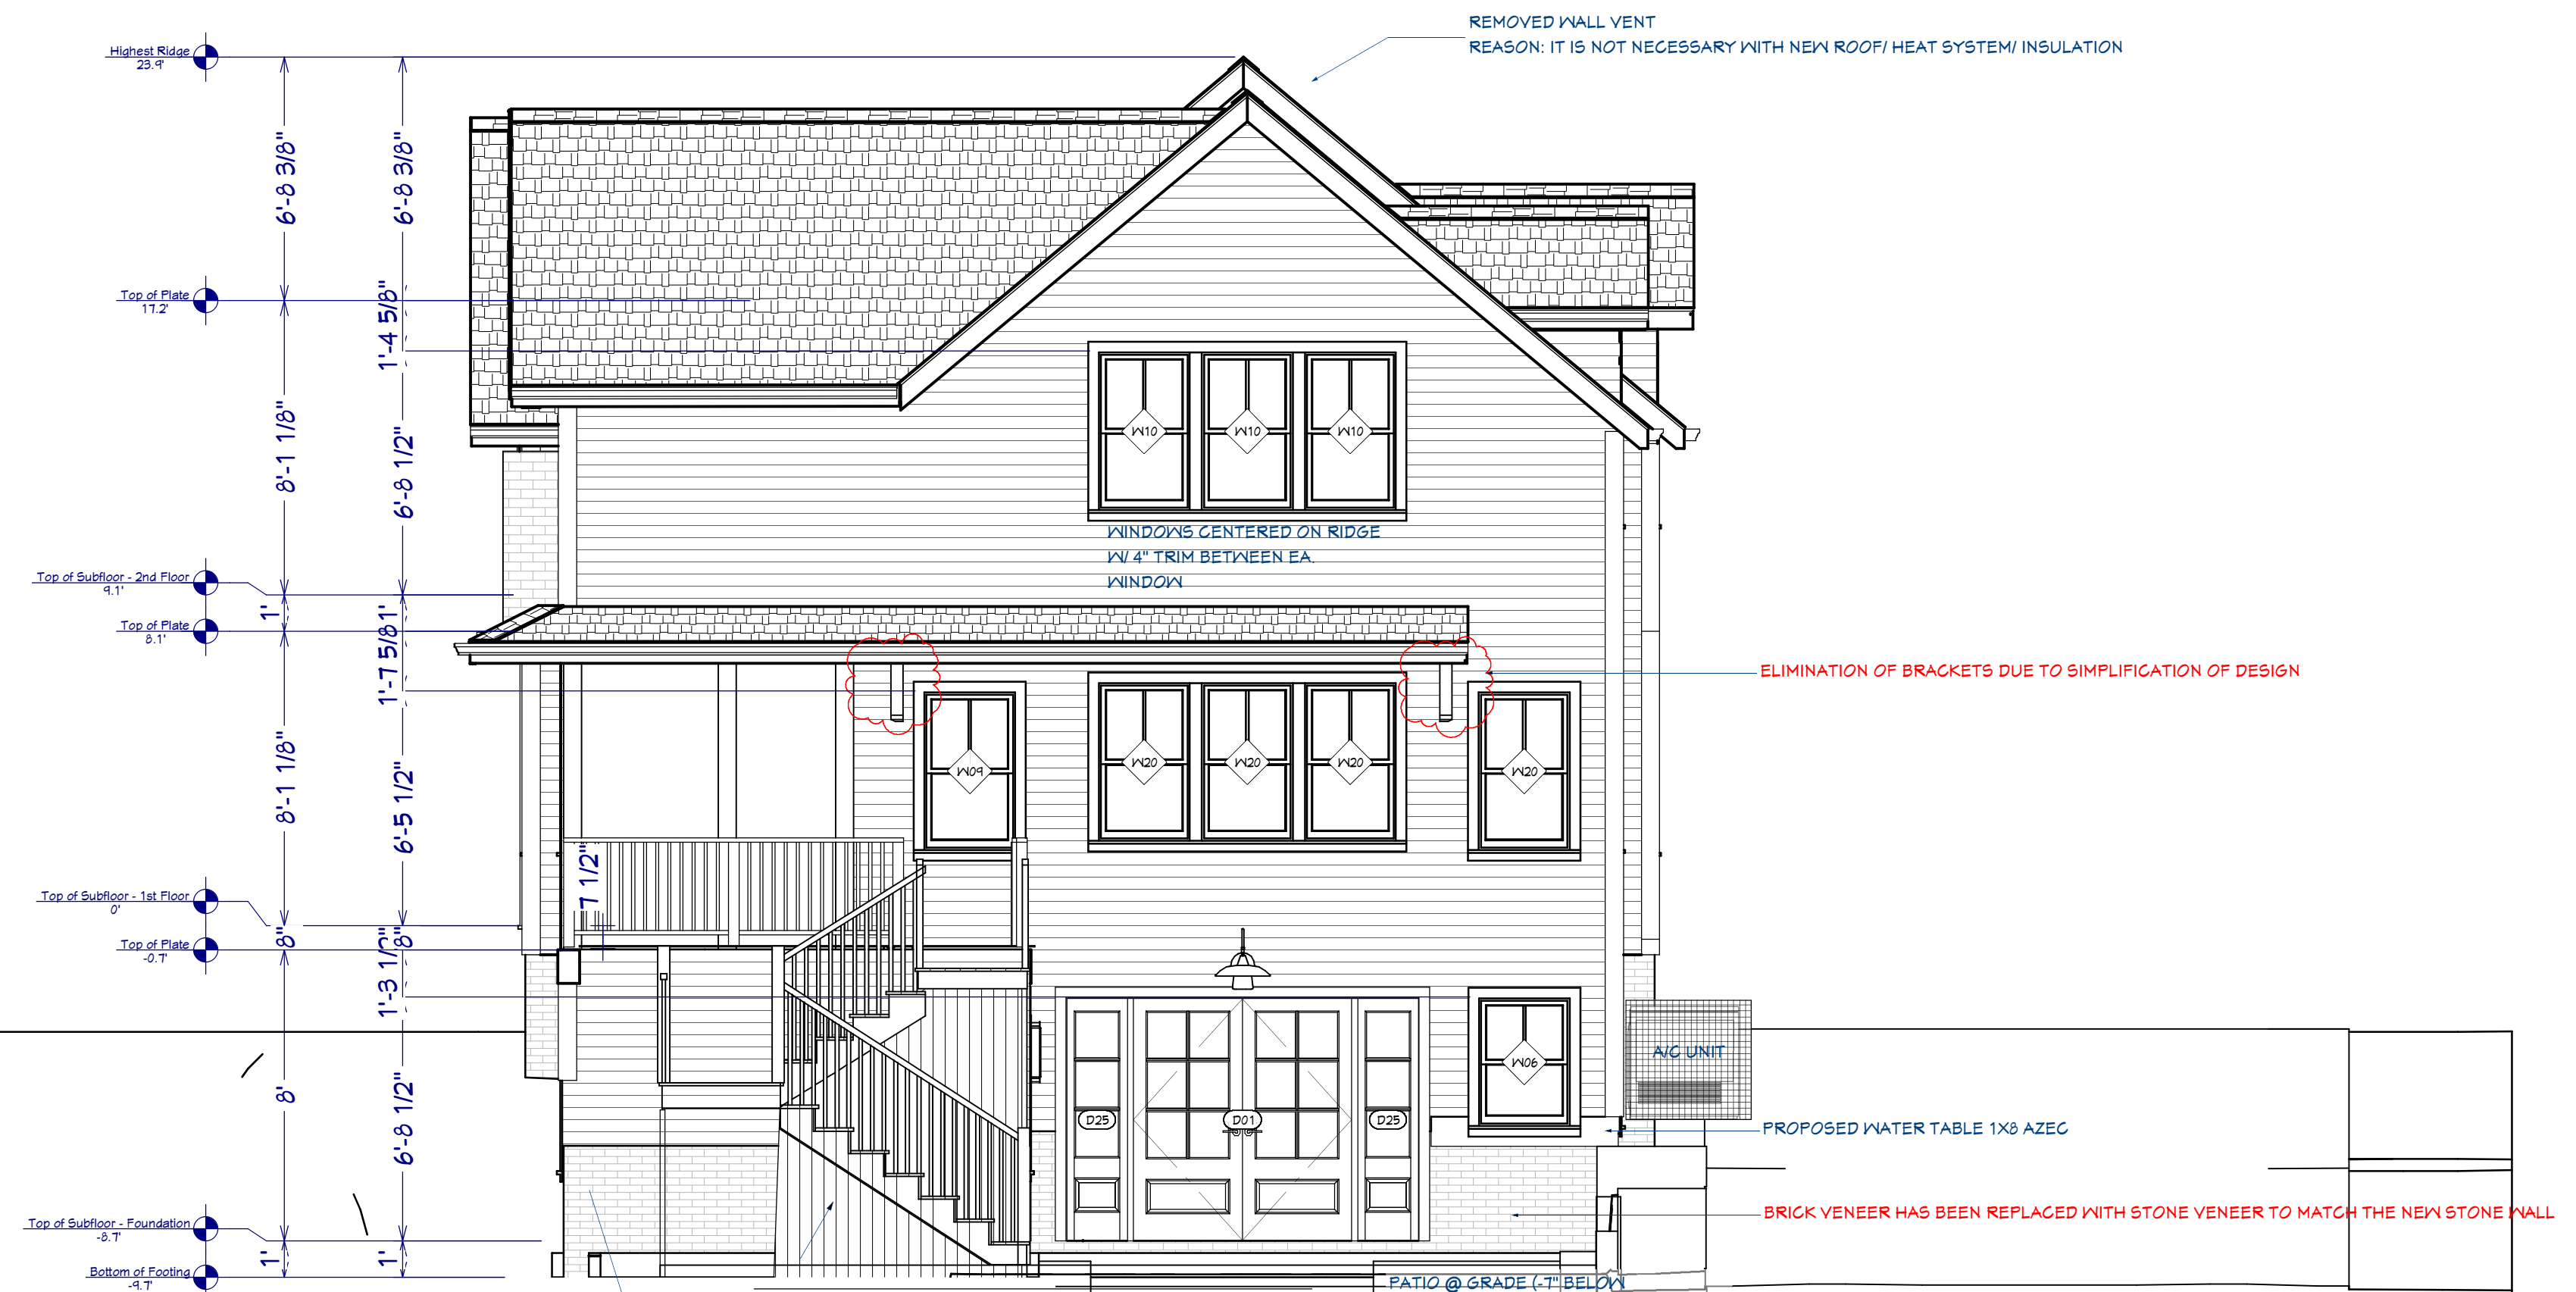 REMOVED WALL VENT
REASON: IT IS NOT NECESSARY WITH NEW ROOF/ HEAT SYSTEM/ INSULATION
Highest Ridge
23.9'
6'-8 3/8"
6'-8 3/8"
Top of Plate
17.2'
1'-4 5/8"
8'-1 1/8"
6'-8 1/2"
W10
W10
W10
WINDOWS CENTERED ON RIDGE
W/ 4" TRIM BETWEEN EA.
WINDOW
Top of Subfloor - 2nd Floor
9.1'
1'
1'
Top of Plate
8.1'
1'-7 5/8"
ELIMINATION OF BRACKETS DUE TO SIMPLIFICATION OF DESIGN
8'-1 1/8"
6'-5 1/2"
W09
W20
W20
W20
W20
7 1/2"
Top of Subfloor - 1st Floor
0'
8"
8"
Top of Plate
-0.7'
1'-3 1/2"
8'
6'-8 1/2"
W06
A/C UNIT
D25
D01
D25
PROPOSED WATER TABLE 1X8 AZEC
BRICK VENEER HAS BEEN REPLACED WITH STONE VENEER TO MATCH THE NEW STONE WALL
Top of Subfloor - Foundation
-8.7'
1'
1'
Bottom of Footing
-9.7'
PATIO @ GRADE (-7" BELOW